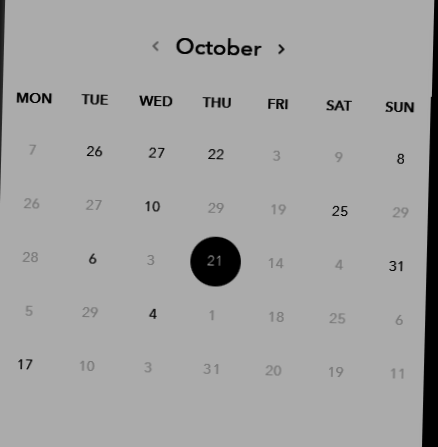 ‹ October ›
MON TUE WED THU FRI SAT SUN
7 26 27 22 3 9 8
26 27 10 29 19 25 29
28 6 3 21 14 4 31
5 29 4 1 18 25 6
17 10 3 31 20 19 11